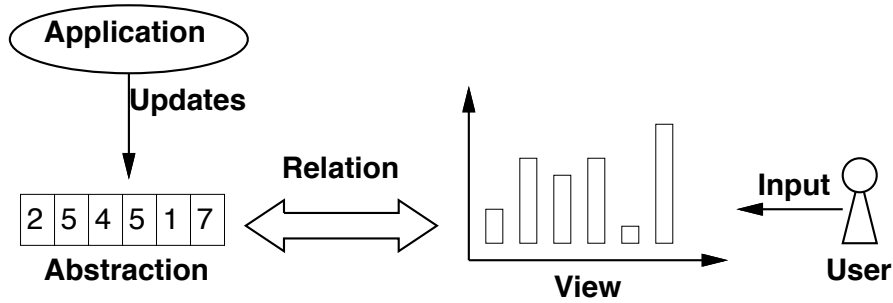 Application
Updates
Relation
Input
2 5 4 5 1 7
Abstraction
View
User